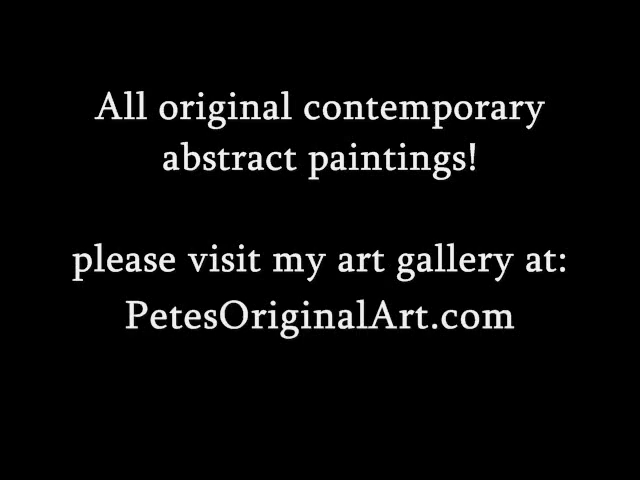 All original contemporary
abstract paintings!
please visit my art gallery at:
PetesOriginalArt.com